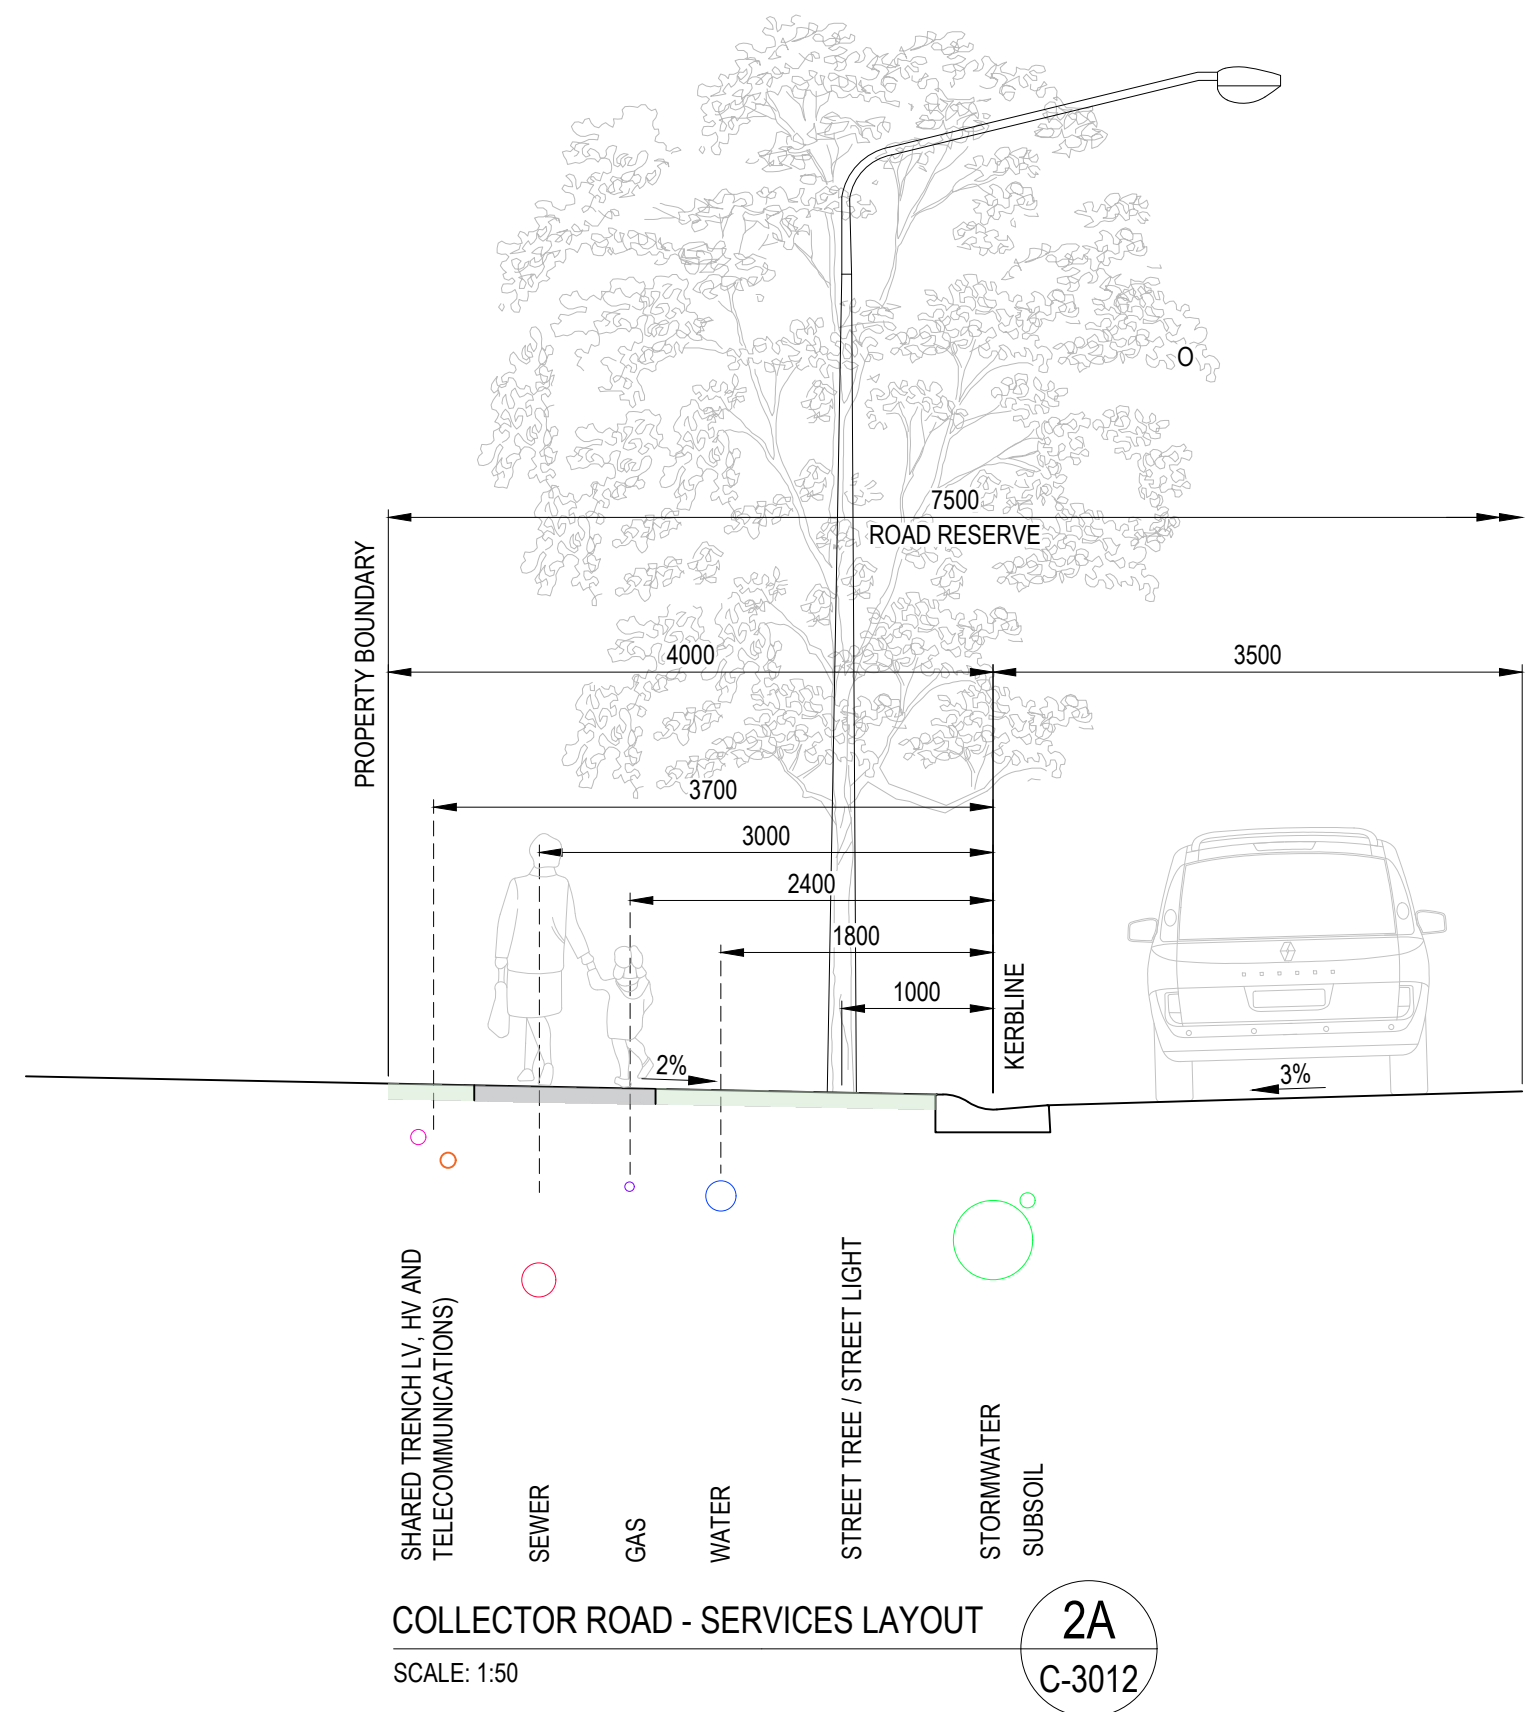 O
7500
ROAD RESERVE
PROPERTY BOUNDARY
4000
3500
3700
3000
2400
1800
1000
KERBLINE
2%
3%
SHARED TRENCH LV, HV AND
TELECOMMUNICATIONS)
SEWER
GAS
WATER
STREET TREE / STREET LIGHT
STORMWATER
SUBSOIL
COLLECTOR ROAD - SERVICES LAYOUT
2A
SCALE: 1:50
C-3012